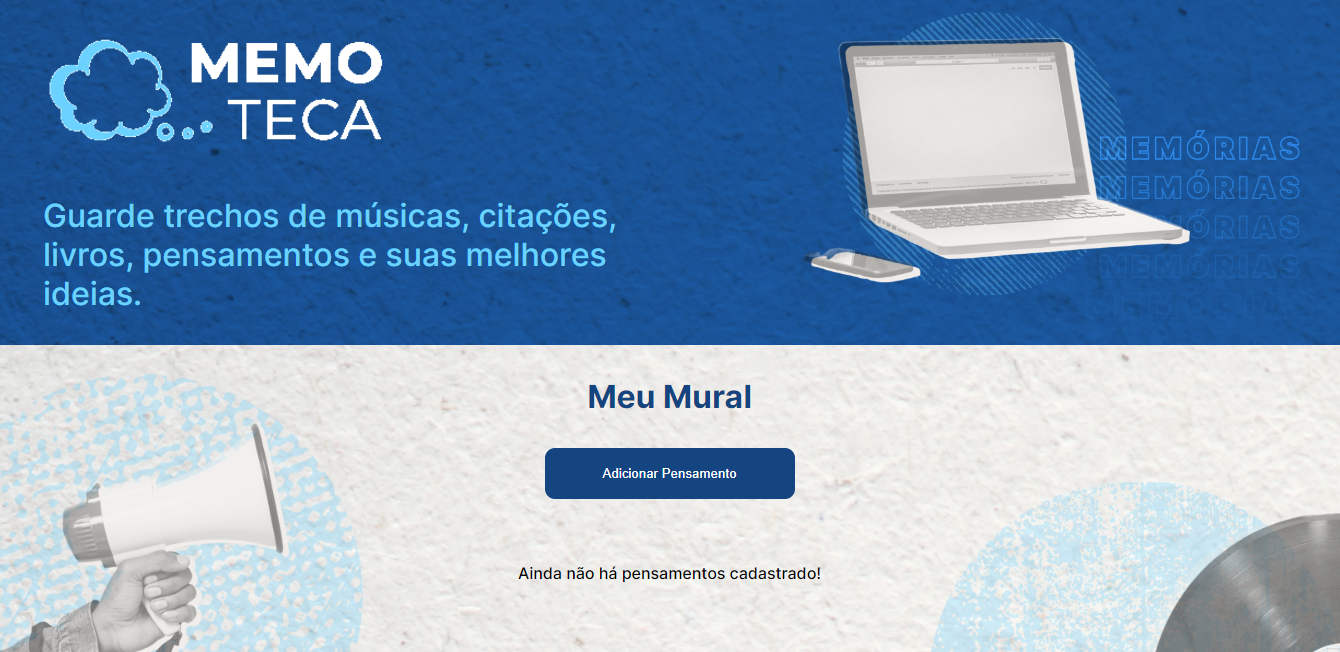 MEMO
TECA
Guarde trechos de músicas, citações,
livros, pensamentos e suas melhores
ideias.
MEMÓRIAS
MEMÓRIAS
MEMÓRIAS
MEMÓRIAS
MEMÓRIAS
Meu Mural
Adicionar Pensamento
Ainda não há pensamentos cadastrado!